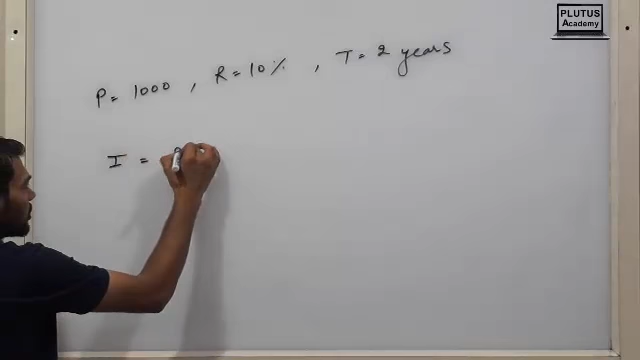 PLUTUS
Academy
P = 1000 , R = 10 % , T = 2 years
I =